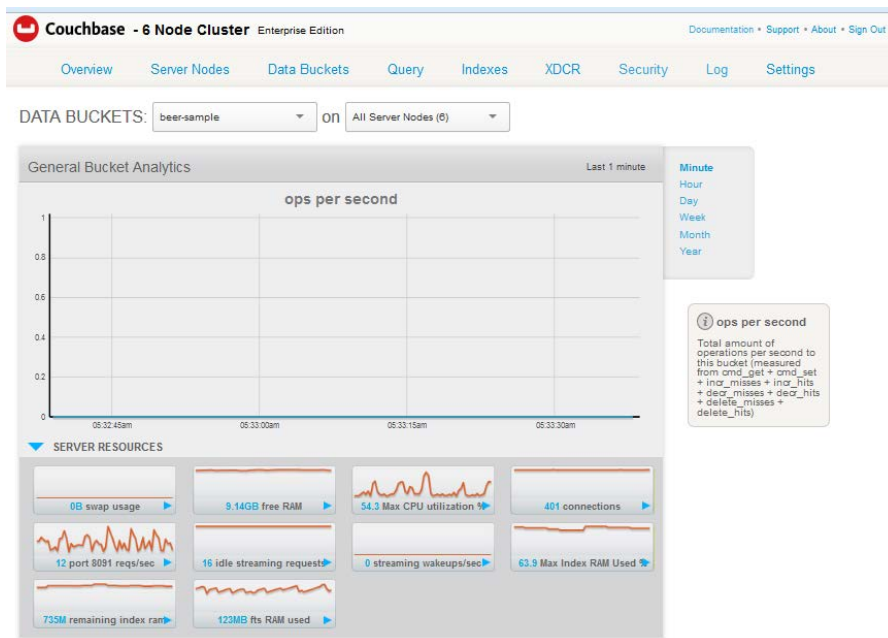 Couchbase - 6 Node Cluster Enterprise Edition
Documentation • Support • About • Sign Out
Overview Server Nodes Data Buckets Query Indexes XDCR Security Log Settings
DATA BUCKETS: beer-sample on All Server Nodes (6)
General Bucket Analytics Last 1 minute
Minute
Hour
Day
Week
Month
Year
ops per second
1
0.8
0.6
0.4
0.2
0
05:32:45am 05:33:00am 05:33:15am 05:33:30am
ops per second
Total amount of
operations per second to
this bucket (measured
from cmd_get + cmd_set
+ incr_misses + incr_hits
+ decr_misses + decr_hits
+ delete_misses +
delete_hits)
SERVER RESOURCES
0B swap usage
9.14GB free RAM
54.3 Max CPU utilization %
401 connections
12 port 8091 reqs/sec
16 idle streaming requests
0 streaming wakeups/sec
63.9 Max Index RAM Used %
735M remaining index ram
123MB fts RAM used